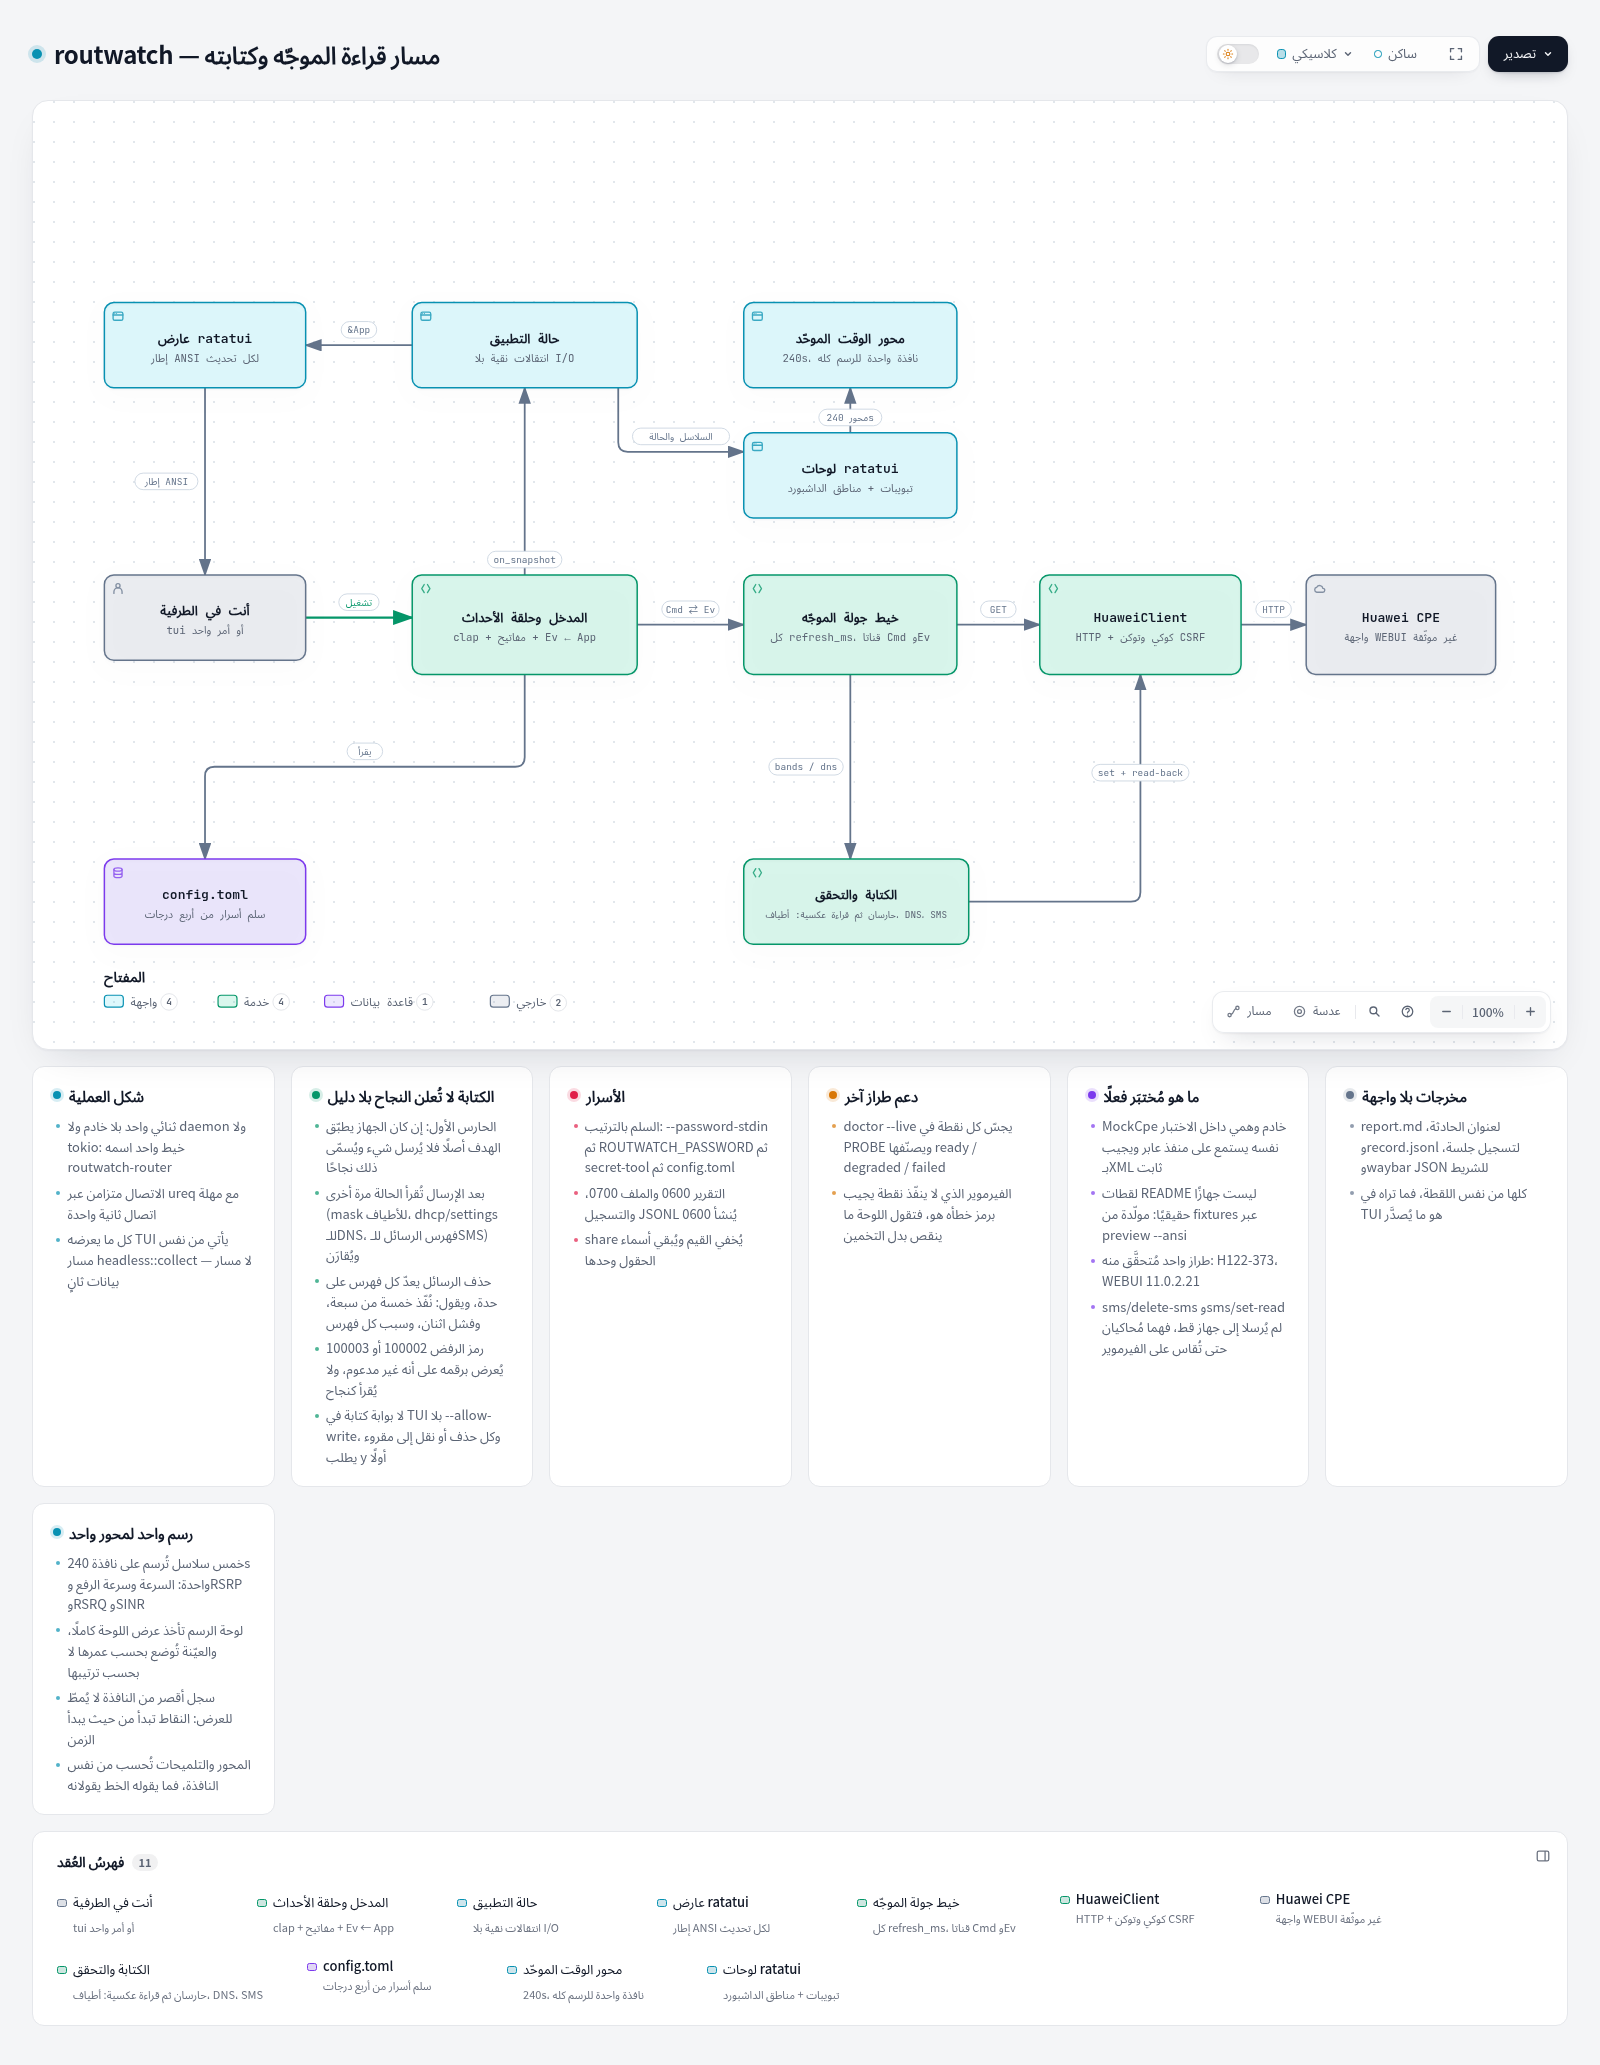 routwatch — مسار قراءة الموجّه وكتابته
كلاسيكي
ساكن
تصدير
عارض ratatui
إطار ANSI لكل تحديث
&App
حالة التطبيق
انتقالات نقية بلا I/O
محور الوقت الموحّد
240s، نافذة واحدة للرسم كله
محور 240s
السلاسل والحالة
لوحات ratatui
تبويبات + مناطق الداشبورد
إطار ANSI
on_snapshot
أنت في الطرفية
tui أو أمر واحد
تشغيل
المدخل وحلقة الأحداث
clap + مفاتيح + Ev ← App
Cmd ⇄ Ev
خيط جولة الموجّه
كل refresh_ms، قناتا Cmd وEv
GET
HuaweiClient
HTTP + كوكي وتوكن CSRF
HTTP
Huawei CPE
واجهة WEBUI غير موثّقة
يقرأ
bands / dns
set + read-back
config.toml
سلم أسرار من أربع درجات
الكتابة والتحقق
حارسان ثم قراءة عكسية: أطياف، DNS، SMS
المفتاح
واجهة 4
خدمة 4
قاعدة بيانات 1
خارجي 2
مسار
عدسة
100%
شكل العملية
ثنائي واحد بلا خادم ولا daemon ولا
tokio: خيط واحد اسمه
routwatch-router
الاتصال متزامن عبر ureq مع مهلة
اتصال ثانية واحدة
كل ما يعرضه TUI يأتي من نفس
مسار headless::collect — لا مسار
بيانات ثانٍ
الكتابة لا تُعلن النجاح بلا دليل
الحارس الأول: إن كان الجهاز يطبّق
الهدف أصلًا فلا يُرسل شيء ويُسمّى
ذلك نجاحًا
بعد الإرسال تُقرأ الحالة مرة أخرى
(mask للأطياف، dhcp/settings
للـDNS، فهرس الرسائل للـSMS)
ويُقارَن
حذف الرسائل يعدّ كل فهرس على
حدة، ويقول: نُفّذ خمسة من سبعة،
وفشل اثنان، وسبب كل فهرس
رمز الرفض 100002 أو 100003
يُعرض برقمه على أنه غير مدعوم، ولا
يُقرأ كنجاح
لا بوابة كتابة في TUI بلا --allow-
write، وكل حذف أو نقل إلى مقروء
يطلب y أولًا
الأسرار
السلم بالترتيب: --password-stdin
ثم ROUTWATCH_PASSWORD ثم
secret-tool ثم config.toml
التقرير 0600 والملف 0700،
والتسجيل JSONL يُنشأ 0600
share يُخفي القيم ويُبقي أسماء
الحقول وحدها
دعم طراز آخر
doctor --live يجسّ كل نقطة في
PROBE ويصنّفها ready /
degraded / failed
الفيرموير الذي لا ينفّذ نقطة يجيب
برمز خطأه هو، فتقول اللوحة ما
ينقص بدل التخمين
ما هو مُختبَر فعلًا
MockCpe خادم وهمي داخل الاختبار
نفسه يستمع على منفذ عابر ويجيب
بـXML ثابت
لقطات README ليست جهازًا
حقيقيًا: مولّدة من fixtures عبر
preview --ansi
طراز واحد مُتحقَّق منه: H122-373،
WEBUI 11.0.2.21
sms/delete-sms وsms/set-read
لم يُرسلا إلى جهاز قط، فهما مُحاكيان
حتى تُقاس على الفيرموير
مخرجات بلا واجهة
report.md لعنوان الحادثة،
وrecord.jsonl لتسجيل جلسة،
وwaybar JSON للشريط
كلها من نفس اللقطة، فما تراه في
TUI هو ما يُصدَّر
رسم واحد لمحور واحد
خمس سلاسل تُرسم على نافذة 240s
واحدة: السرعة وسرعة الرفع وRSRP
وRSRQ وSINR
لوحة الرسم تأخذ عرض اللوحة كاملًا،
والعيّنة تُوضع بحسب عمرها لا
بحسب ترتيبها
سجل أقصر من النافذة لا يُمطّ
للعرض: النقاط تبدأ من حيث يبدأ
الزمن
المحور والتلميحات تُحسب من نفس
النافذة، فما يقوله الخط يقولانه
فهرسُ العُقد 11
أنت في الطرفية
tui أو أمر واحد
المدخل وحلقة الأحداث
clap + مفاتيح + Ev ← App
حالة التطبيق
انتقالات نقية بلا I/O
عارض ratatui
إطار ANSI لكل تحديث
خيط جولة الموجّه
كل refresh_ms، قناتا Cmd وEv
HuaweiClient
HTTP + كوكي وتوكن CSRF
Huawei CPE
واجهة WEBUI غير موثّقة
الكتابة والتحقق
حارسان ثم قراءة عكسية: أطياف، DNS، SMS
config.toml
سلم أسرار من أربع درجات
محور الوقت الموحّد
240s، نافذة واحدة للرسم كله
لوحات ratatui
تبويبات + مناطق الداشبورد